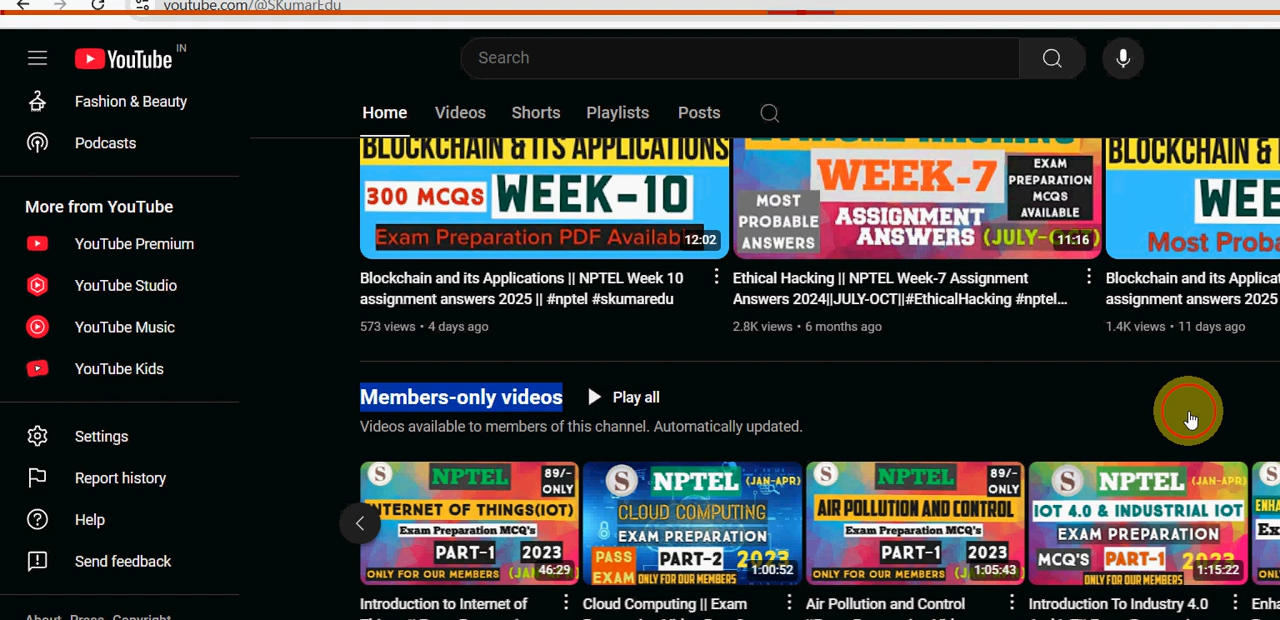 youtube.com/@SKumarEdu
YouTube IN
Search
Fashion & Beauty
Podcasts
More from YouTube
YouTube Premium
YouTube Studio
YouTube Music
YouTube Kids
Settings
Report history
Help
Send feedback
About Press Copyright
Home Videos Shorts Playlists Posts
BLOCKCHAIN & ITS APPLICATIONS
300 MCQS WEEK-10
Exam Preparation PDF Availab
12:02
Blockchain and its Applications || NPTEL Week 10
assignment answers 2025 || #nptel #skumaredu
573 views • 4 days ago
WEEK-7
MOST
PROBABLE
ANSWERS
ASSIGNMENT
ANSWERS (JULY-
EXAM
PREPARATION
MCQS
AVAILABLE
11:16
Ethical Hacking || NPTEL Week-7 Assignment
Answers 2024||JULY-OCT||#EthicalHacking #nptel...
2.8K views • 6 months ago
BLOCKCHAIN &
WEE
Most Proba
Blockchain and its Applicat
assignment answers 2025
1.4K views • 11 days ago
Members-only videos
Play all
Videos available to members of this channel. Automatically updated.
S NPTEL 89/-
ONLY
NTERNET OF THINGS(IOT)
Exam Preparation MCQ's
PART-1 2023
ONLY FOR OUR MEMBERS
46:29
Introduction to Internet of
S NPTEL (JAN-APR)
CLOUD COMPUTING
EXAM PREPARATION
PASS
EXAM
PART-2 2023
ONLY FOR OUR MEMBERS
1:00:52
Cloud Computing || Exam
S NPTEL 89/-
ONLY
AIR POLLUTION AND CONTROL
Exam Preparation MCQ's
PART-1 2023
ONLY FOR OUR MEMBERS
1:05:43
Air Pollution and Control
S NPTEL (JAN-APR)
IOT 4.0 & INDUSTRIAL IOT
EXAM PREPARATION
MCQ'S PART-1 2023
ONLY FOR OUR MEMBERS
1:15:22
Introduction To Industry 4.0
Enha